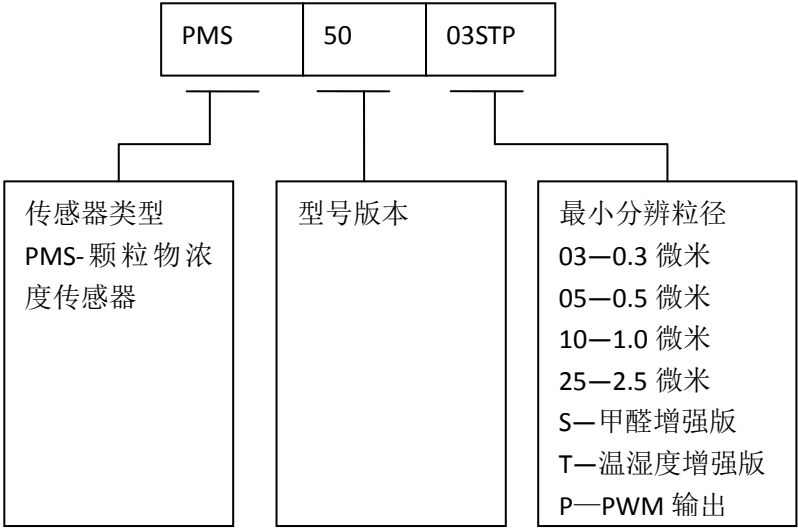 PMS 50 03STP
传感器类型
PMS-颗粒物浓
度传感器
型号版本
最小分辨粒径
03—0.3 微米
05—0.5 微米
10—1.0 微米
25—2.5 微米
S—甲醛增强版
T—温湿度增强版
P—PWM 输出